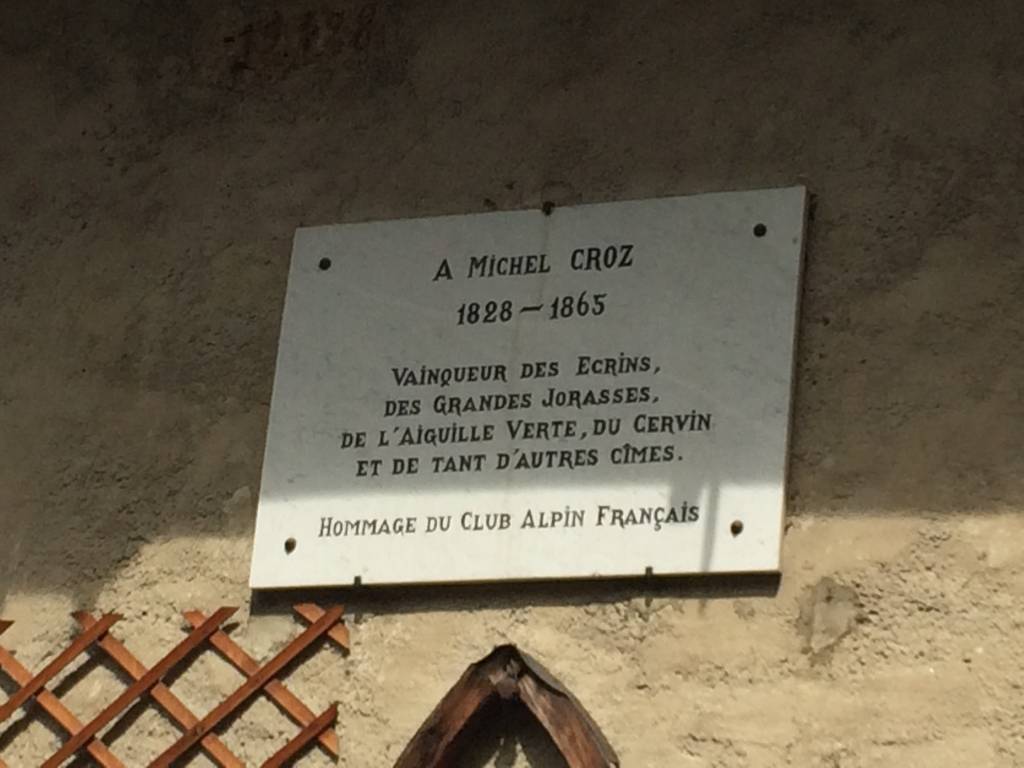 A MICHEL CROZ
1828 – 1865
VAINQUEUR DES ECRINS,
DES GRANDES JORASSES,
DE L'AIGUILLE VERTE, DU CERVIN
ET DE TANT D'AUTRES CÎMES.
HOMMAGE DU CLUB ALPIN FRANÇAIS